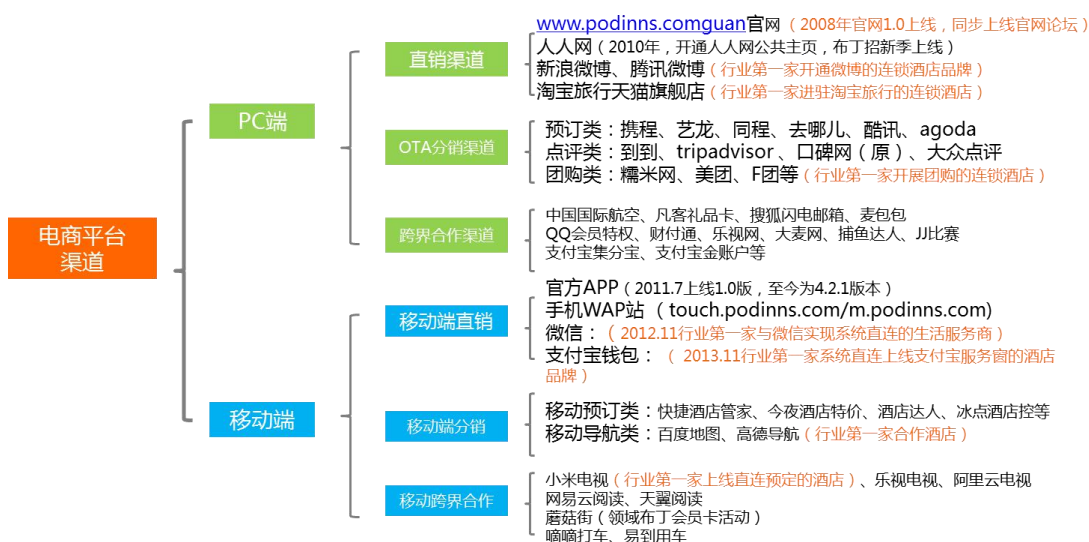 电商平台
渠道
PC端
直销渠道
www.podinns.comguan官网（2008年官网1.0上线，同步上线官网论坛）
人人网（2010年，开通人人网公共主页，布丁招新季上线）
新浪微博、腾讯微博（行业第一家开通微博的连锁酒店品牌）
淘宝旅行天猫旗舰店（行业第一家进驻淘宝旅行的连锁酒店）
OTA分销渠道
预订类：携程、艺龙、同程、去哪儿、酷讯、agoda
点评类：到到、tripadvisor 、口碑网（原）、大众点评
团购类：糯米网、美团、F团等（行业第一家开展团购的连锁酒店）
跨界合作渠道
中国国际航空、凡客礼品卡、搜狐闪电邮箱、麦包包
QQ会员特权、财付通、乐视网、大麦网、捕鱼达人、JJ比赛
支付宝集分宝、支付宝金账户等
移动端
移动端直销
官方APP（2011.7上线1.0版，至今为4.2.1版本）
手机WAP站 （touch.podinns.com/m.podinns.com)
微信：（ 2012.11行业第一家与微信实现系统直连的生活服务商）
支付宝钱包：（ 2013.11行业第一家系统直连上线支付宝服务窗的酒店
品牌）
移动端分销
移动预订类：快捷酒店管家、今夜酒店特价、酒店达人、冰点酒店控等
移动导航类：百度地图、高德导航（行业第一家合作酒店）
移动跨界合作
小米电视（行业第一家上线直连预定的酒店）、乐视电视、阿里云电视
网易云阅读、天翼阅读
蘑菇街（领域布丁会员卡活动）
嘀嘀打车、易到用车